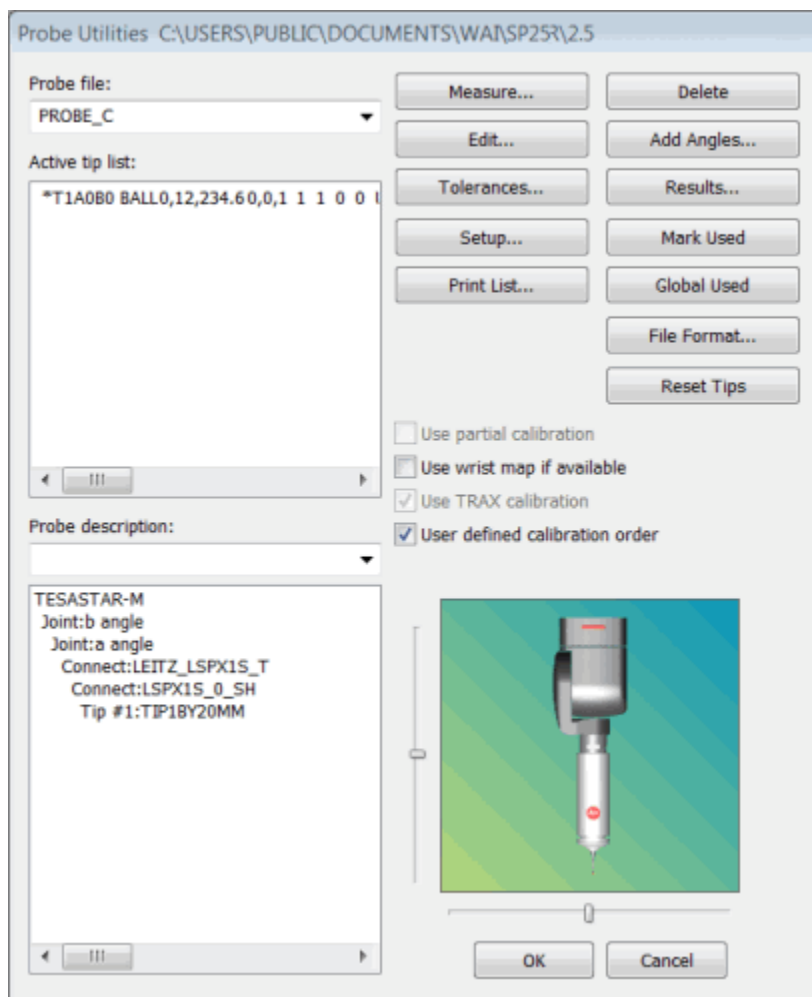 Probe Utilities C:\USERS\PUBLIC\DOCUMENTS\WAI\SP25R\2.5
Probe file:
PROBE_C
Active tip list:
*T1A0B0 BALL0,12,234.6 0,0,1 1 1 0 0
Probe description:
TESASTAR-M
Joint:b angle
Joint:a angle
Connect:LEITZ_LSPX1S_T
Connect:LSPX1S_0_SH
Tip #1:TIP1BY20MM
Measure...
Delete
Edit...
Add Angles...
Tolerances...
Results...
Setup...
Mark Used
Print List...
Global Used
File Format...
Reset Tips
Use partial calibration
Use wrist map if available
Use TRAX calibration
User defined calibration order
OK
Cancel